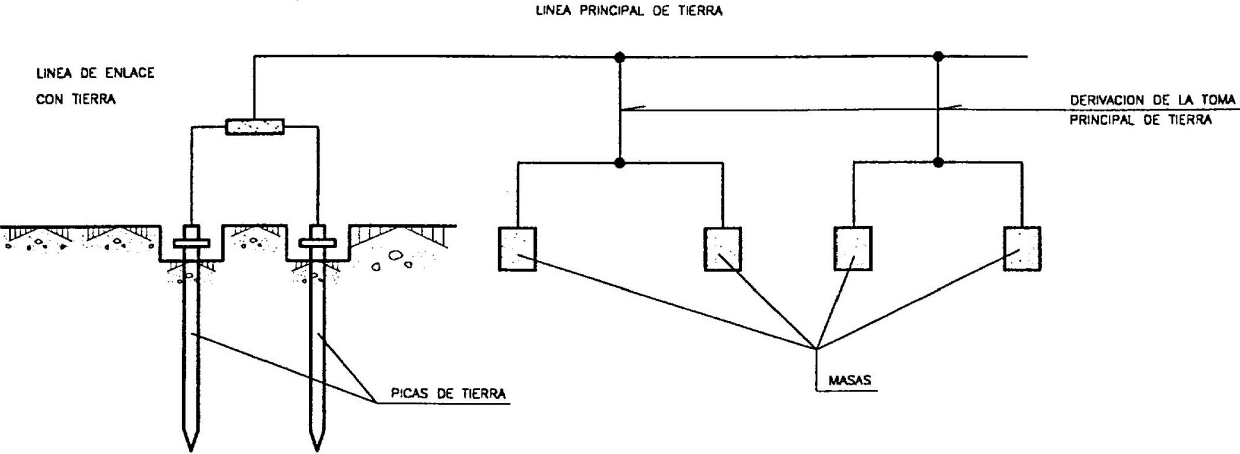 LINEA PRINCIPAL DE TIERRA
LINEA DE ENLACE
CON TIERRA
DERIVACION DE LA TOMA
PRINCIPAL DE TIERRA
PICAS DE TIERRA
MASAS